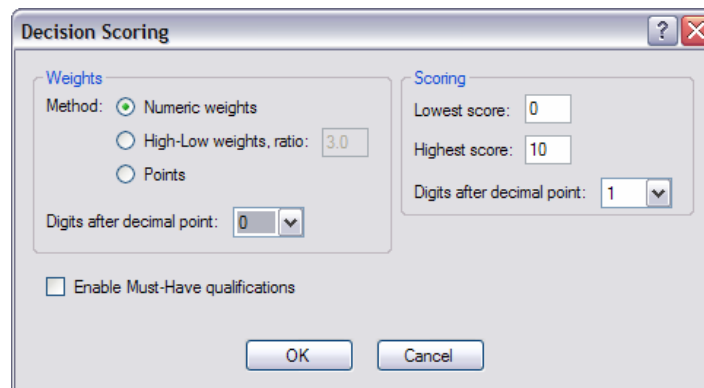 Decision Scoring
Weights
Method: Numeric weights
High-Low weights, ratio: 3.0
Points
Digits after decimal point: 0
Scoring
Lowest score: 0
Highest score: 10
Digits after decimal point: 1
Enable Must-Have qualifications
OK Cancel